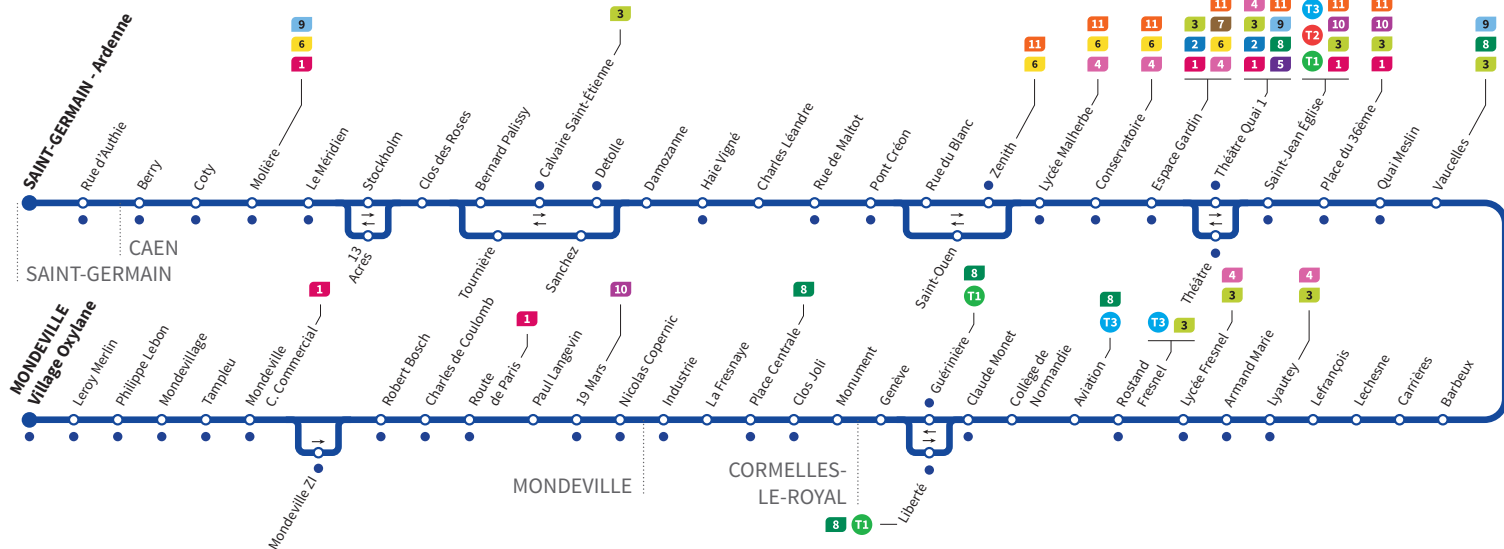 SAINT-GERMAIN - Ardenne
Rue d'Authie
Berry
Coty
9
6
1
Molière
Le Méridien
Stockholm
13
Acres
Clos des Roses
Bernard Palissy
3
Calvaire Saint-Étienne
Detolle
Tournière
Sanchez
Damozanne
Haie Vigné
Charles Léandre
Rue de Maltot
Pont Créon
Rue du Blanc
11
6
Zenith
Saint-Ouen
11
6
4
Lycée Malherbe
11
6
4
Conservatoire
11
3 7
2 6
1 4
Espace Gardin
4 11
3 9
2 8
1 5
Théâtre Quai 1
Théâtre
T3 11
T2 10
3
T1 1
Saint-Jean Église
11
10
3
1
Place du 36ème
Quai Meslin
9
8
3
Vaucelles
CAEN
SAINT-GERMAIN
MONDEVILLE
Village Oxylane
Leroy Merlin
Philippe Lebon
Mondevillage
Tampleu
1
Mondeville
C. Commercial
Mondeville ZI
Robert Bosch
Charles de Coulomb
1
Route
de Paris
Paul Langevin
10
19 Mars
Nicolas Copernic
Industrie
La Fresnaye
8
Place Centrale
Clos Joli
Monument
Genève
8
T1
Guérinière
8 T1
Liberté
Claude Monet
Collège de
Normandie
8
T3
Aviation
T3 3
Rostand
Fresnel
4
3
Lycée Fresnel
Armand Marie
4
3
Lyautey
Lefrançois
Lechesne
Carrières
Barbeux
MONDEVILLE
CORMELLES-
LE-ROYAL